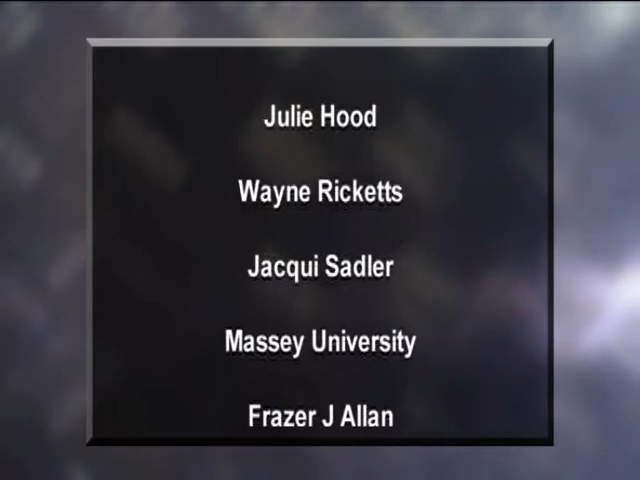 Julie Hood
Wayne Ricketts
Jacqui Sadler
Massey University
Frazer J Allan